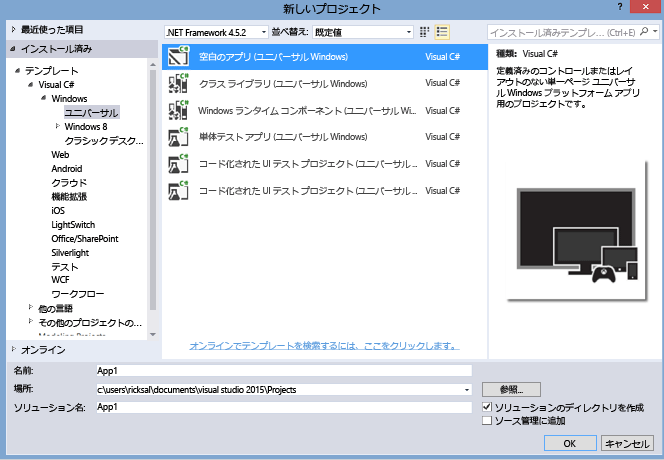 新しいプロジェクト
? ×
最近使った項目
インストール済み
テンプレート
Visual C#
Windows
ユニバーサル
Windows 8
クラシック デスク...
Web
Android
クラウド
機能拡張
iOS
LightSwitch
Office/SharePoint
Silverlight
テスト
WCF
ワークフロー
他の言語
その他のプロジェクトの...
Modeling Projects
オンライン
.NET Framework 4.5.2
並べ替え:
既定値
空白のアプリ (ユニバーサル Windows) Visual C#
クラス ライブラリ (ユニバーサル Windows) Visual C#
Windows ランタイム コンポーネント (ユニバーサル Wi... Visual C#
単体テスト アプリ (ユニバーサル Windows) Visual C#
コード化された UI テスト プロジェクト (ユニバーサル ... Visual C#
コード化された UI テスト プロジェクト (ユニバーサル ... Visual C#
オンラインでテンプレートを検索するには、ここをクリックします。
インストール済みテンプレ... (Ctrl+E)
種類: Visual C#
定義済みのコントロールまたはレイ
アウトのない単一ページ ユニバーサ
ル Windows プラットフォーム アプリ
用のプロジェクトです。
名前: App1
場所: c:\users\ricksal\documents\visual studio 2015\Projects
参照...
ソリューション名: App1
ソリューションのディレクトリを作成
ソース管理に追加
OK
キャンセル